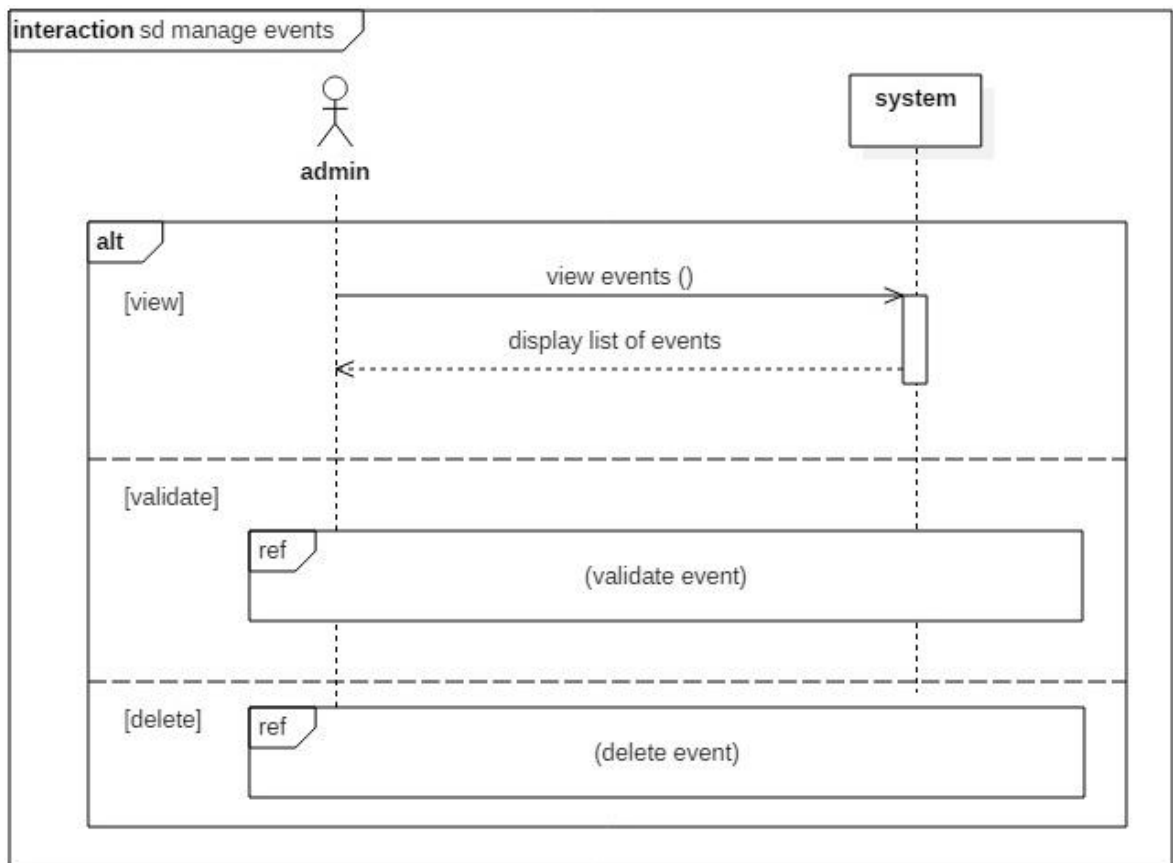 interaction sd manage events
admin
system
alt
[view]
view events ()
display list of events
[validate]
ref
(validate event)
[delete]
ref
(delete event)